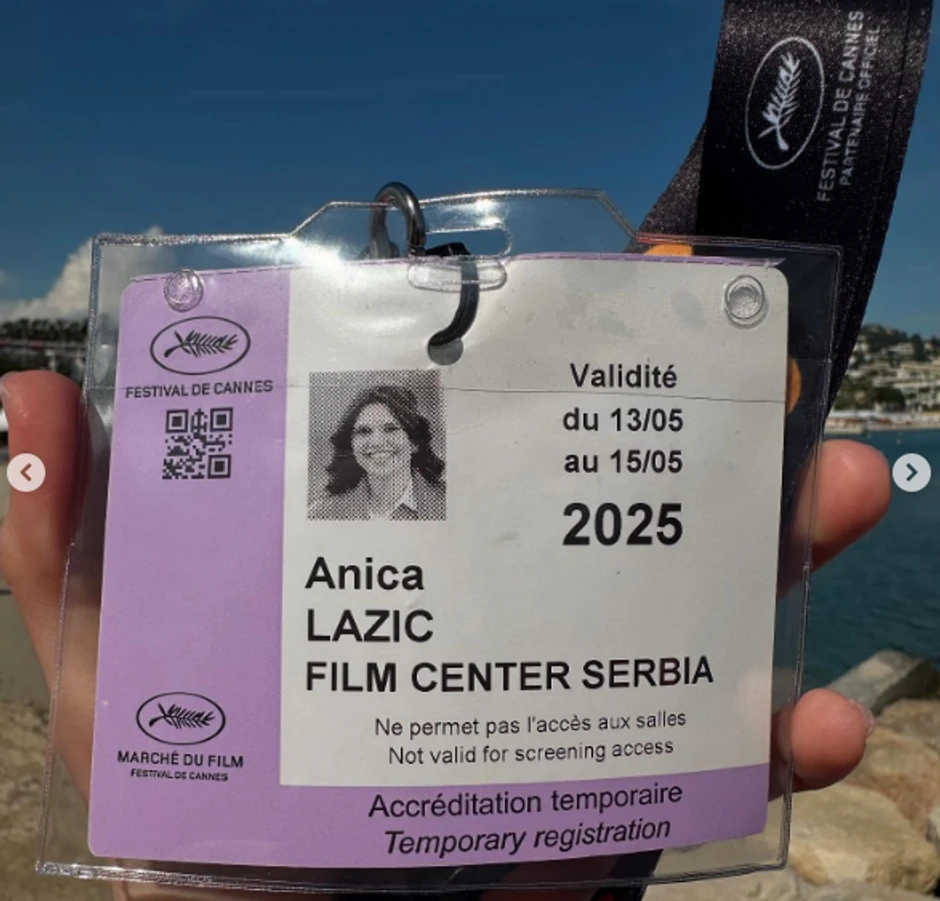 FESTIVAL DE CANNES
PARTENAIRE OFFICIEL
FESTIVAL DE CANNES
Validité
du 13/05
au 15/05
2025
Anica
LAZIC
FILM CENTER SERBIA
Ne permet pas l'accès aux salles
Not valid for screening access
MARCHÉ DU FILM
FESTIVAL DE CANNES
Accréditation temporaire
Temporary registration